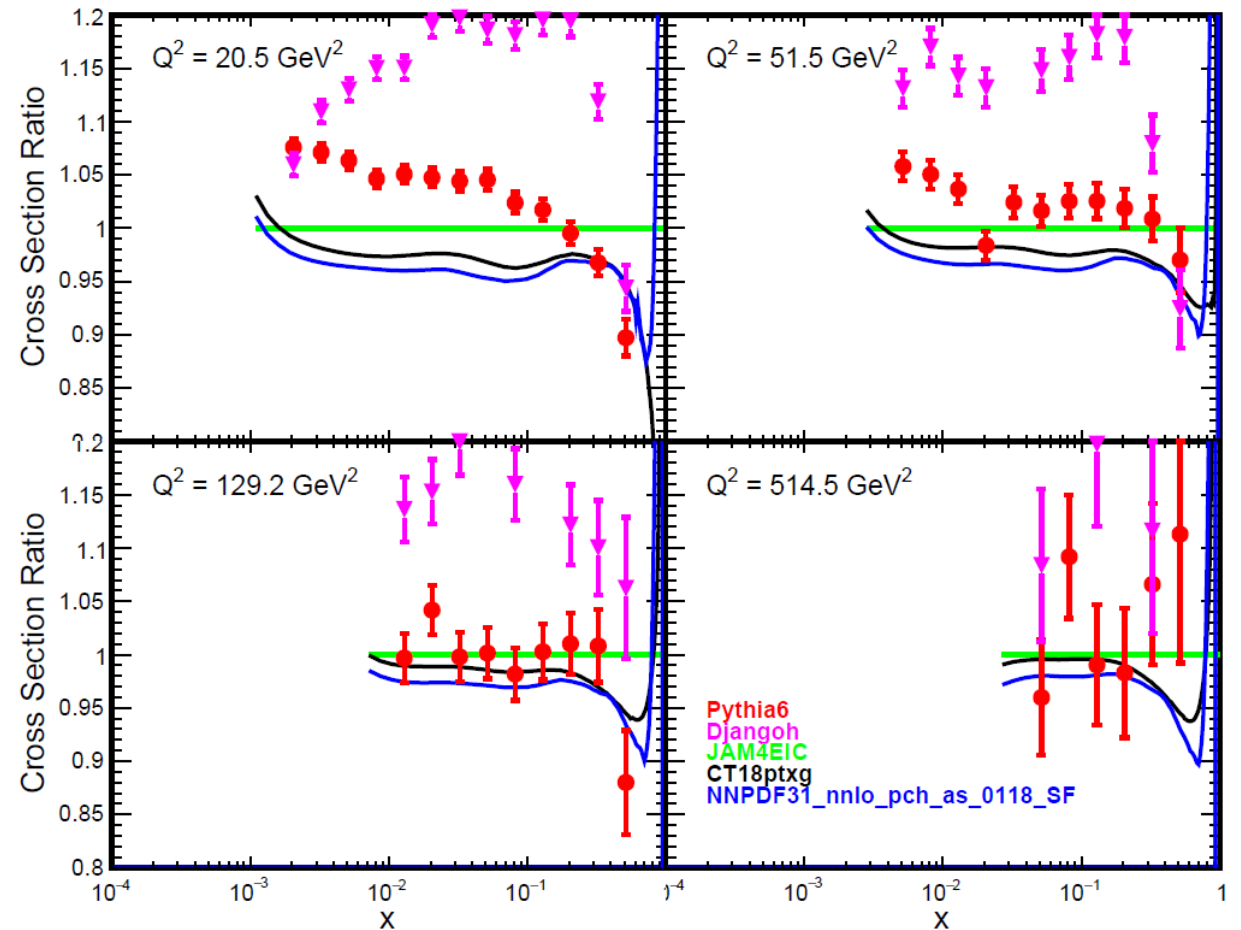 Cross Section Ratio
1.2
1.15
1.1
1.05
1
0.95
0.9
0.85
Q² = 20.5 GeV²
Q² = 51.5 GeV²
Cross Section Ratio
1.2
1.15
1.1
1.05
1
0.95
0.9
0.85
0.8
Q² = 129.2 GeV²
Q² = 514.5 GeV²
Pythia6
Djangoh
JAM4EIC
CT18ptxg
NNPDF31_nnlo_pch_as_0118_SF
10⁻⁴ 10⁻³ 10⁻² 10⁻¹
10⁻³ 10⁻² 10⁻¹ 1
x
x